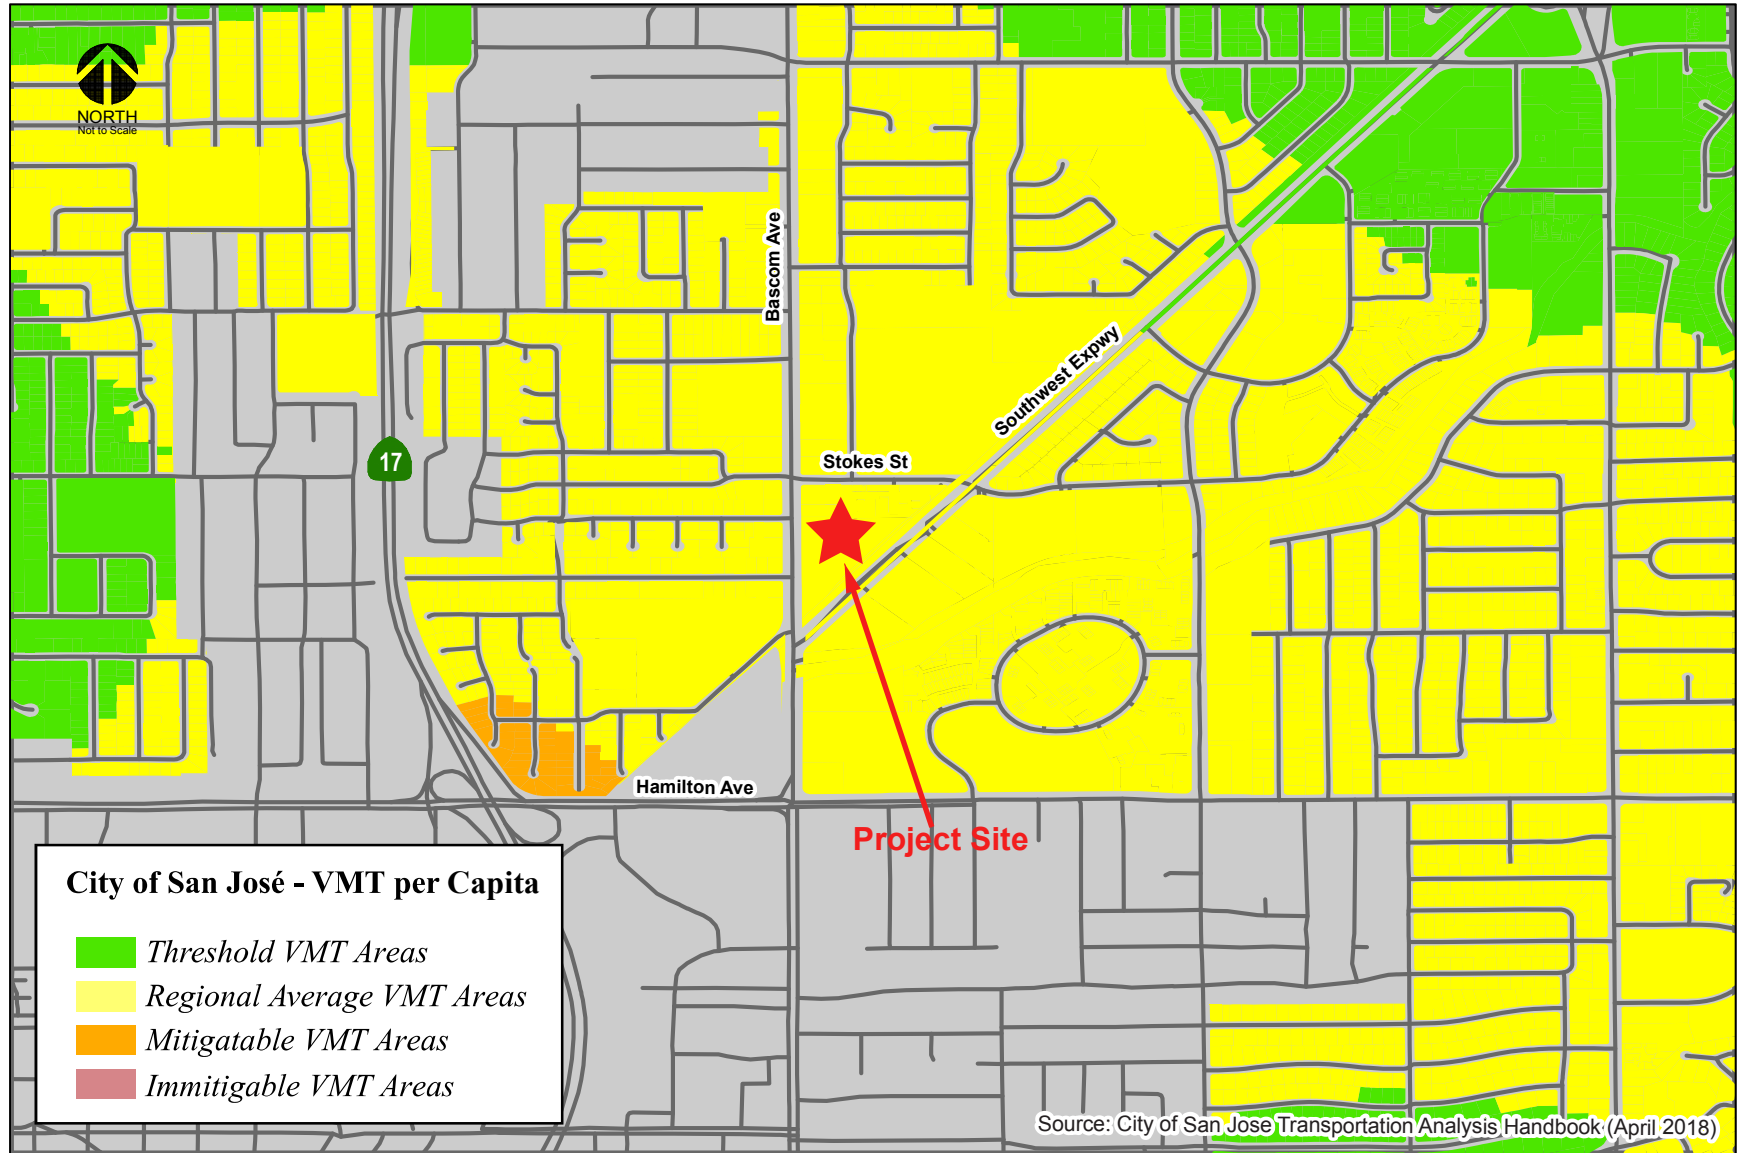 NORTH
Not to Scale
Bascom Ave
Southwest Expwy
17
Stokes St
Hamilton Ave
Project Site
City of San José - VMT per Capita
Threshold VMT Areas
Regional Average VMT Areas
Mitigatable VMT Areas
Immitigable VMT Areas
Source: City of San Jose Transportation Analysis Handbook (April 2018)